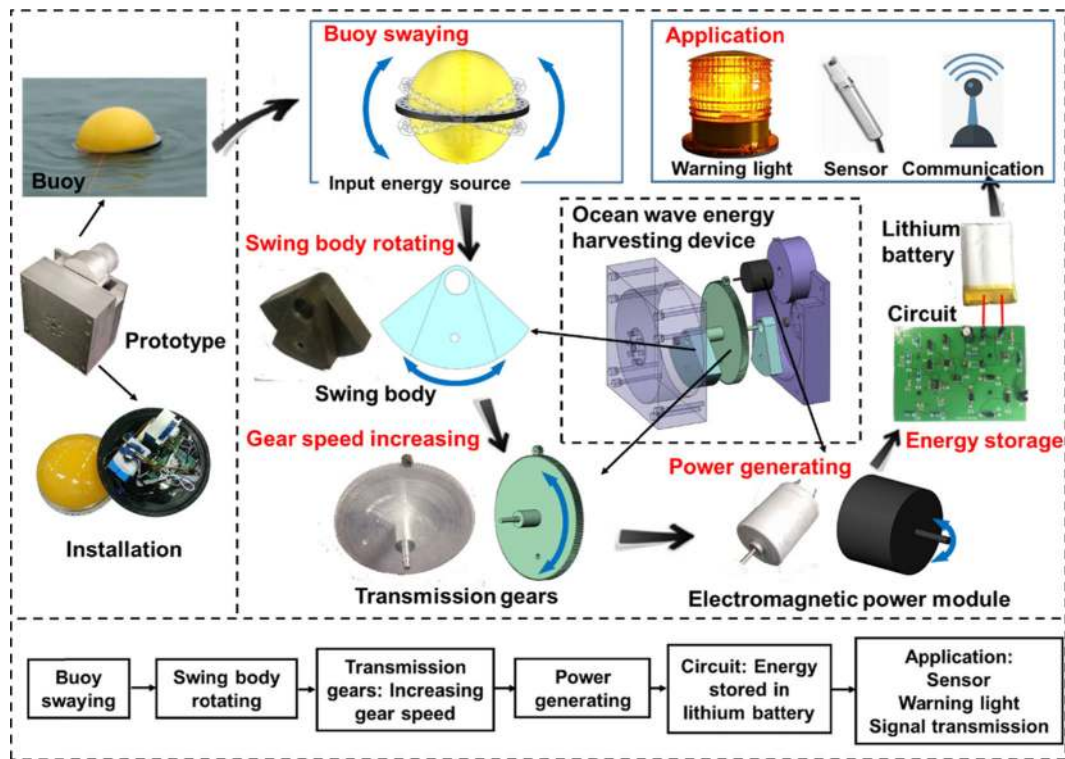 Buoy
Prototype
Installation
Buoy swaying
Input energy source
Application
Warning light
Sensor
Communication
Swing body rotating
Swing body
Ocean wave energy
harvesting device
Lithium
battery
Circuit
Energy storage
Gear speed increasing
Transmission gears
Power generating
Electromagnetic power module
Buoy
swaying
Swing body
rotating
Transmission
gears: Increasing
gear speed
Power
generating
Circuit: Energy
stored in
lithium battery
Application:
Sensor
Warning light
Signal transmission